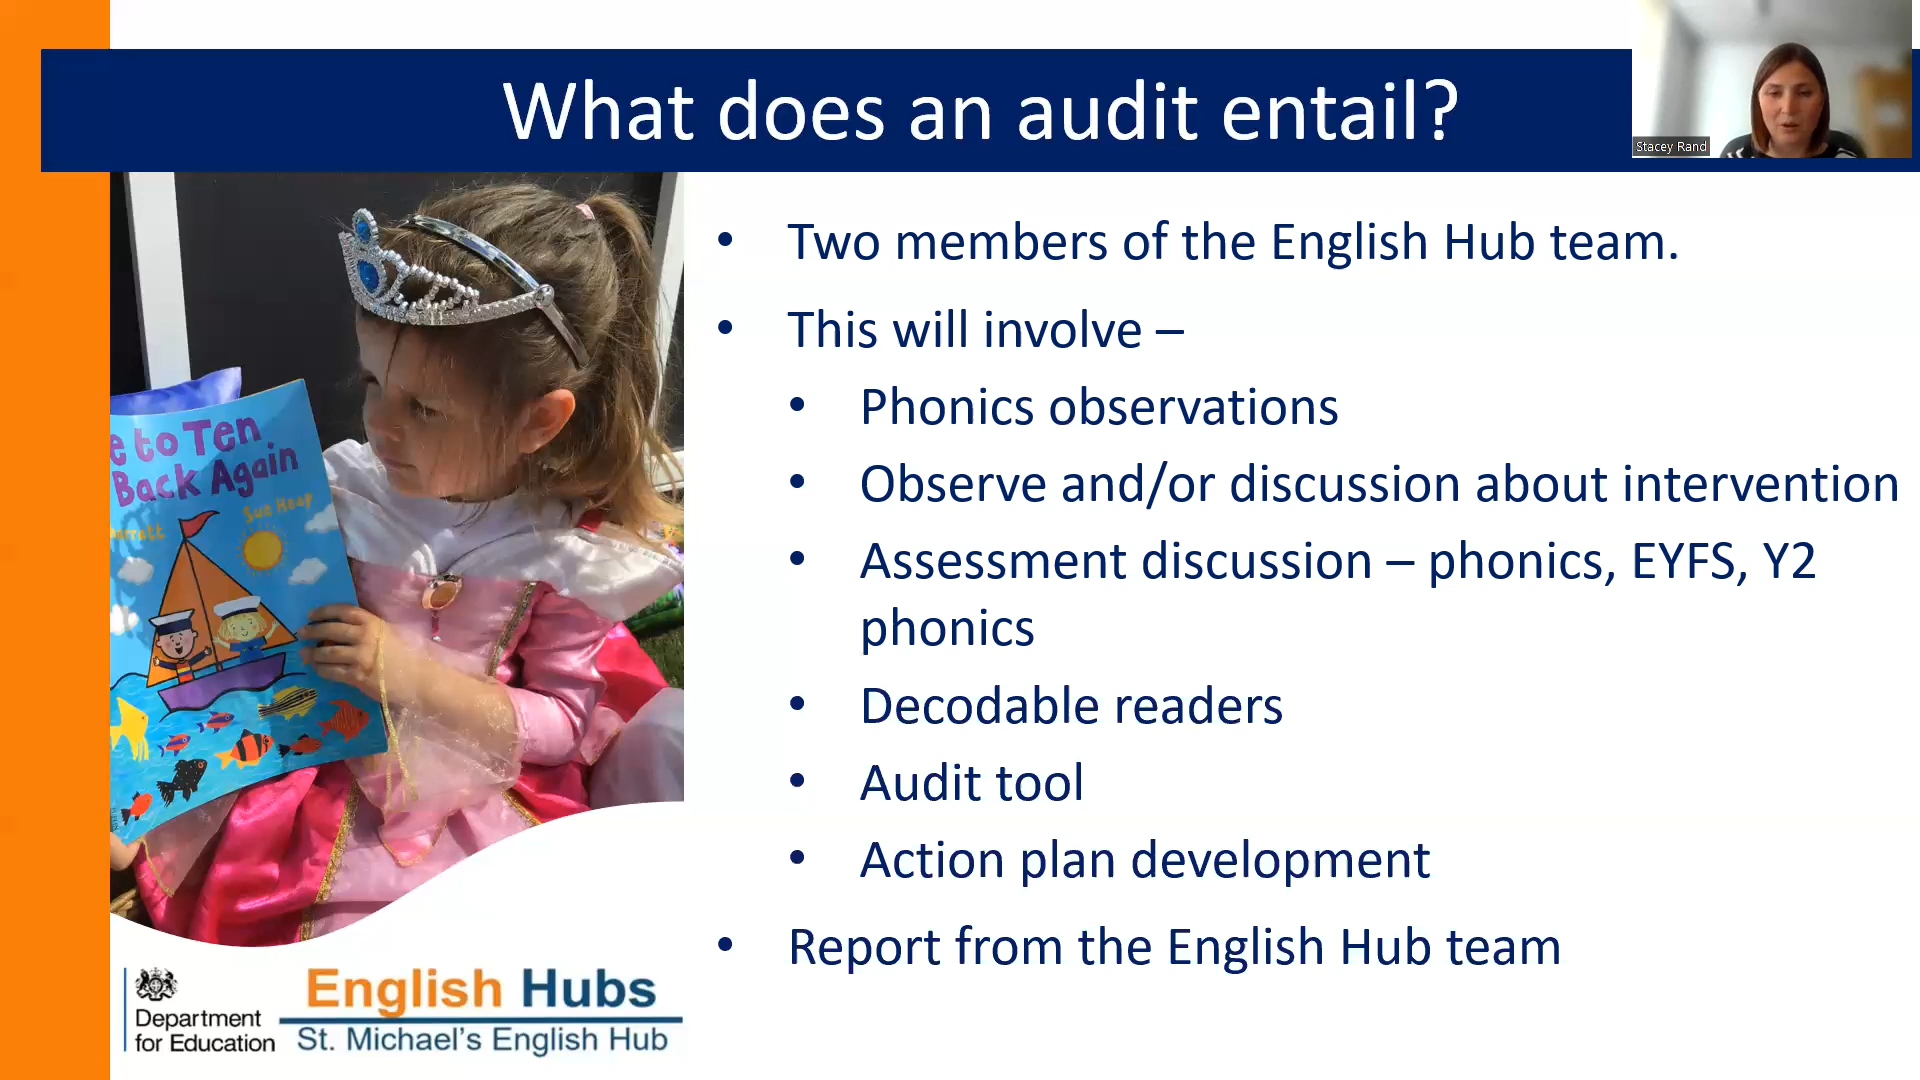 What does an audit entail?
Stacey Rand
• Two members of the English Hub team.
• This will involve –
• Phonics observations
• Observe and/or discussion about intervention
• Assessment discussion – phonics, EYFS, Y2
phonics
• Decodable readers
• Audit tool
• Action plan development
• Report from the English Hub team
e to Ten
Back Again
Sue Heap
Department
for Education
English Hubs
St. Michael's English Hub